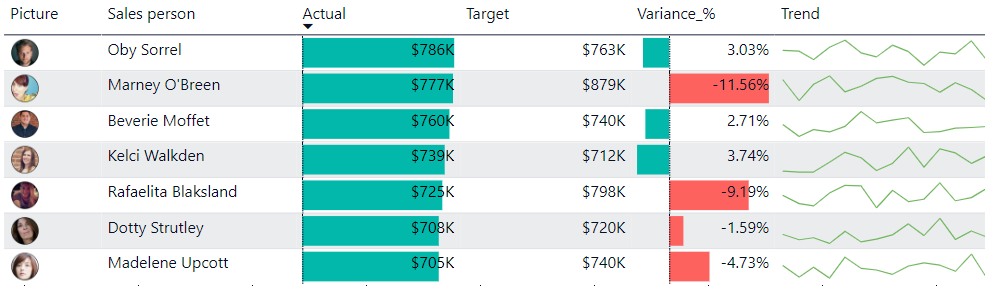 Picture Sales person Actual Target Variance_% Trend
Oby Sorrel $786K $763K 3.03%
Marney O'Breen $777K $879K -11.56%
Beverie Moffet $760K $740K 2.71%
Kelci Walkden $739K $712K 3.74%
Rafaelita Blaksland $725K $798K -9.19%
Dotty Strutley $708K $720K -1.59%
Madelene Upcott $705K $740K -4.73%